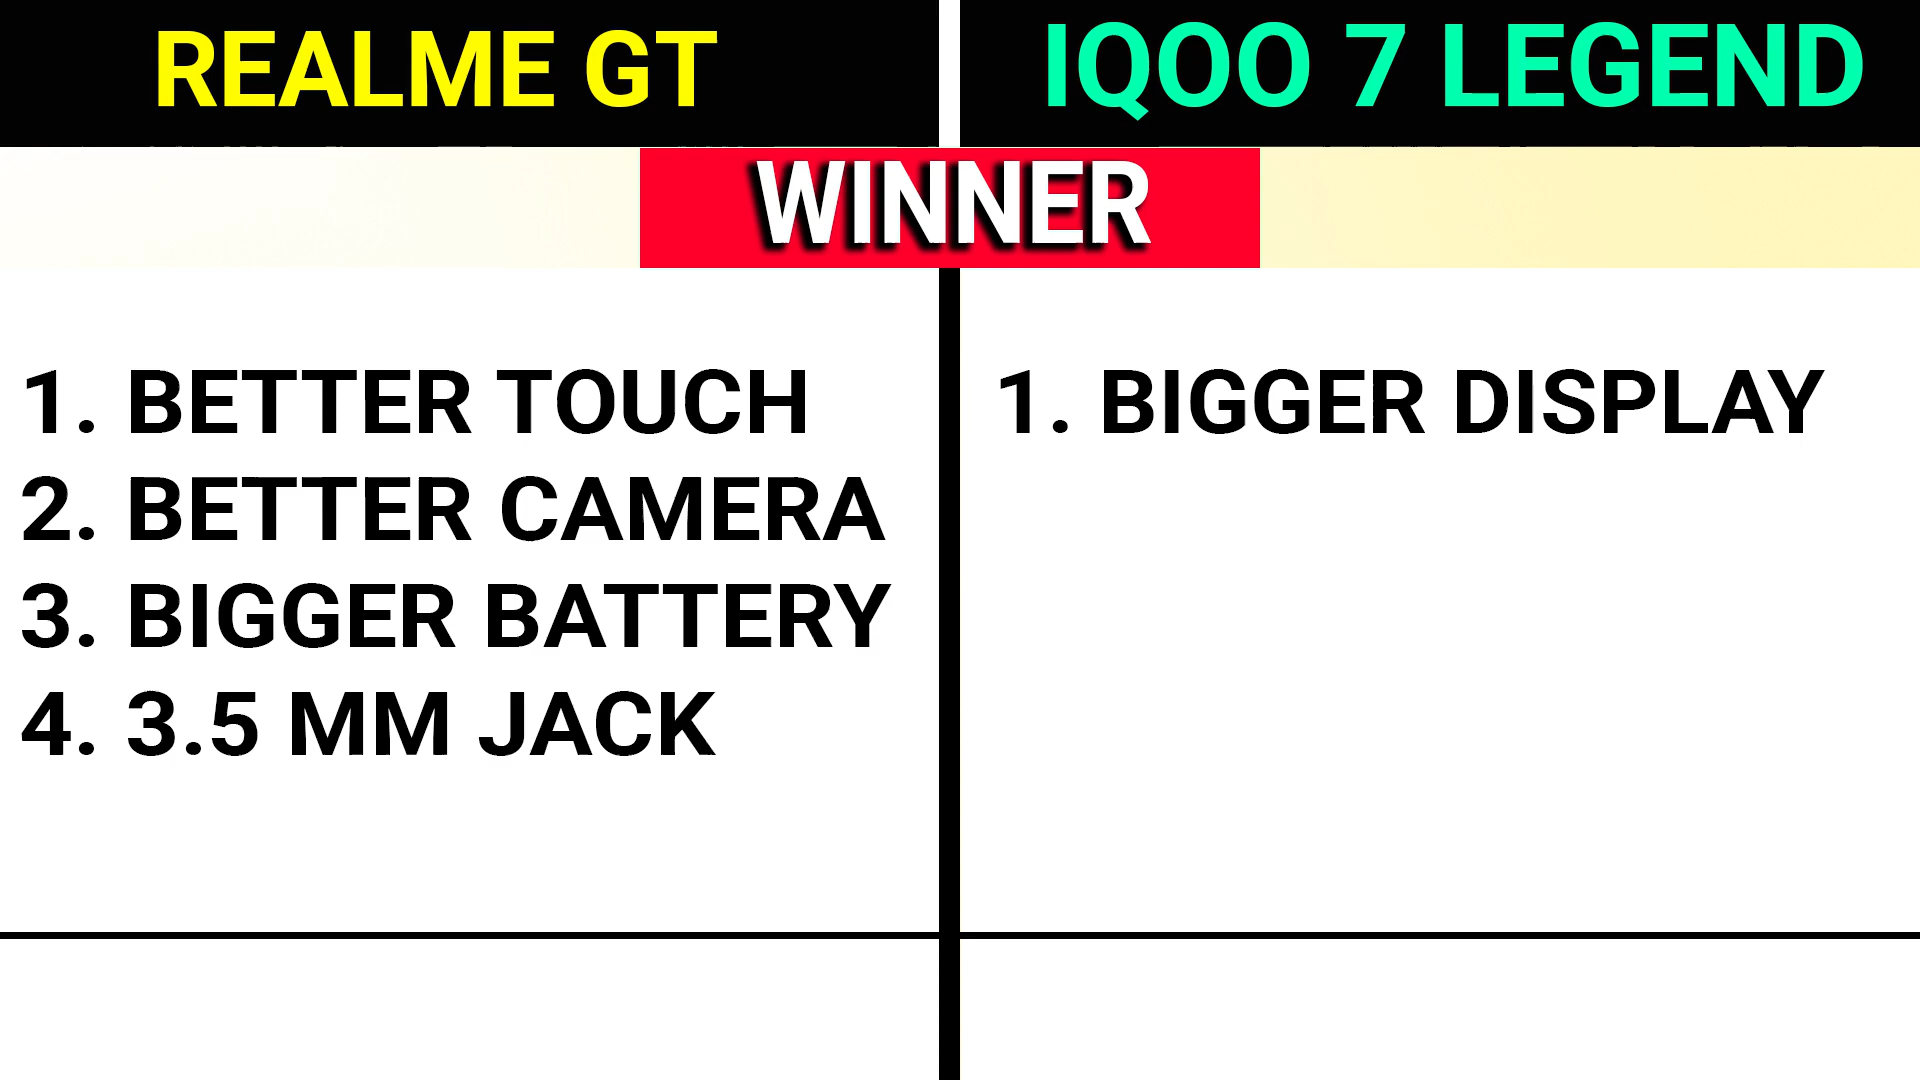 REALME GT
IQOO 7 LEGEND
WINNER
1. BETTER TOUCH
2. BETTER CAMERA
3. BIGGER BATTERY
4. 3.5 MM JACK
1. BIGGER DISPLAY